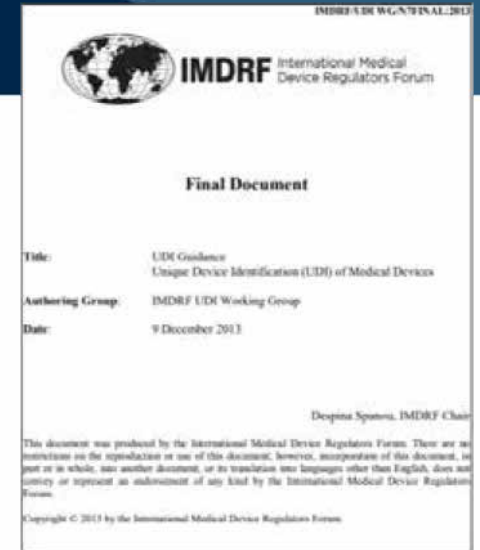 IMDRF/UDI WG/N7FINAL:2013
IMDRF International Medical
Device Regulators Forum
Final Document
Title: UDI Guidance
Unique Device Identification (UDI) of Medical Devices
Authoring Group: IMDRF UDI Working Group
Date: 9 December 2013
Despina Spanou, IMDRF Chair
This document was produced by the International Medical Device Regulators Forum. There are no
restrictions on the reproduction or use of this document; however, incorporation of this document, in
part or in whole, into another document, or its translation into languages other than English, does not
convey or represent an endorsement of any kind by the International Medical Device Regulators
Forum.
Copyright © 2013 by the International Medical Device Regulators Forum.